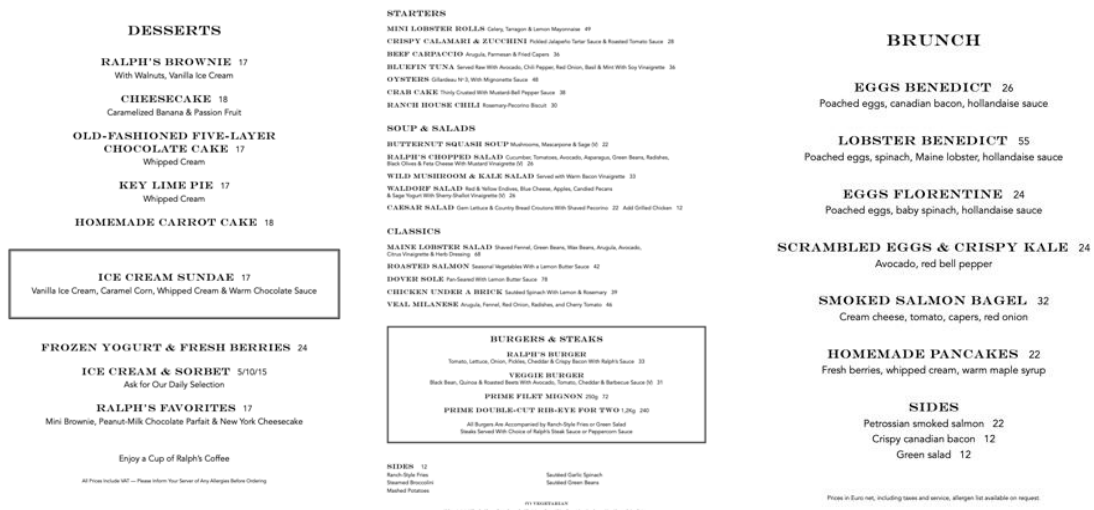 DESSERTS
RALPH'S BROWNIE 17
With Walnuts, Vanilla Ice Cream
CHEESECAKE 18
Caramelized Banana & Passion Fruit
OLD-FASHIONED FIVE-LAYER
CHOCOLATE CAKE 17
Whipped Cream
KEY LIME PIE 17
Whipped Cream
HOMEMADE CARROT CAKE 18
ICE CREAM SUNDAE 17
Vanilla Ice Cream, Caramel Corn, Whipped Cream & Warm Chocolate Sauce
FROZEN YOGURT & FRESH BERRIES 24
ICE CREAM & SORBET 5/10/15
Ask for Our Daily Selection
RALPH'S FAVORITES 17
Mini Brownie, Peanut-Milk Chocolate Parfait & New York Cheesecake
Enjoy a Cup of Ralph's Coffee
All Prices Include VAT — Please Inform Your Server of Any Allergies Before Ordering
STARTERS
MINI LOBSTER ROLLS Celery, Tarragon & Lemon Mayonnaise 49
CRISPY CALAMARI & ZUCCHINI Pickled Jalapeño Tartar Sauce & Roasted Tomato Sauce 28
BEEF CARPACCIO Arugula, Parmesan & Fried Capers 36
BLUEFIN TUNA Served Raw With Avocado, Chili Pepper, Red Onion, Basil & Mint With Soy Vinaigrette 36
OYSTERS Gillardeau N°3, With Mignonette Sauce 48
CRAB CAKE Thinly Crusted With Mustard-Bell Pepper Sauce 38
RANCH HOUSE CHILI Rosemary-Pecorino Biscuit 30
SOUP & SALADS
BUTTERNUT SQUASH SOUP Mushrooms, Mascarpone & Sage (V) 22
RALPH'S CHOPPED SALAD Cucumber, Tomatoes, Avocado, Asparagus, Green Beans, Radishes,
Black Olives & Feta Cheese With Mustard Vinaigrette (V) 26
WILD MUSHROOM & KALE SALAD Served with Warm Bacon Vinaigrette 33
WALDORF SALAD Red & Yellow Endives, Blue Cheese, Apples, Candied Pecans
& Sage Yogurt With Sherry-Shallot Vinaigrette (V) 26
CAESAR SALAD Gem Lettuce & Country Bread Croutons With Shaved Pecorino 22 Add Grilled Chicken 12
CLASSICS
MAINE LOBSTER SALAD Shaved Fennel, Green Beans, Wax Beans, Arugula, Avocado,
Citrus Vinaigrette & Herb Dressing 68
ROASTED SALMON Seasonal Vegetables With a Lemon Butter Sauce 42
DOVER SOLE Pan-Seared With Lemon Butter Sauce 78
CHICKEN UNDER A BRICK Sautéed Spinach With Lemon & Rosemary 39
VEAL MILANESE Arugula, Fennel, Red Onion, Radishes, and Cherry Tomato 46
BURGERS & STEAKS
RALPH'S BURGER
Tomato, Lettuce, Onion, Pickles, Cheddar & Crispy Bacon With Ralph's Sauce 33
VEGGIE BURGER
Black Bean, Quinoa & Roasted Beets With Avocado, Tomato, Cheddar & Barbecue Sauce (V) 31
PRIME FILET MIGNON 250g 72
PRIME DOUBLE-CUT RIB-EYE FOR TWO 1,2Kg 240
All Burgers Are Accompanied by Ranch-Style Fries or Green Salad
Steaks Served With Choice of Ralph's Steak Sauce or Peppercorn Sauce
SIDES 12
Ranch-Style Fries
Steamed Broccolini
Mashed Potatoes
Sautéed Garlic Spinach
Sautéed Green Beans
(V) VEGETARIAN
BRUNCH
EGGS BENEDICT 26
Poached eggs, canadian bacon, hollandaise sauce
LOBSTER BENEDICT 55
Poached eggs, spinach, Maine lobster, hollandaise sauce
EGGS FLORENTINE 24
Poached eggs, baby spinach, hollandaise sauce
SCRAMBLED EGGS & CRISPY KALE 24
Avocado, red bell pepper
SMOKED SALMON BAGEL 32
Cream cheese, tomato, capers, red onion
HOMEMADE PANCAKES 22
Fresh berries, whipped cream, warm maple syrup
SIDES
Petrossian smoked salmon 22
Crispy canadian bacon 12
Green salad 12
Prices in Euro net, including taxes and service, allergen list available on request.